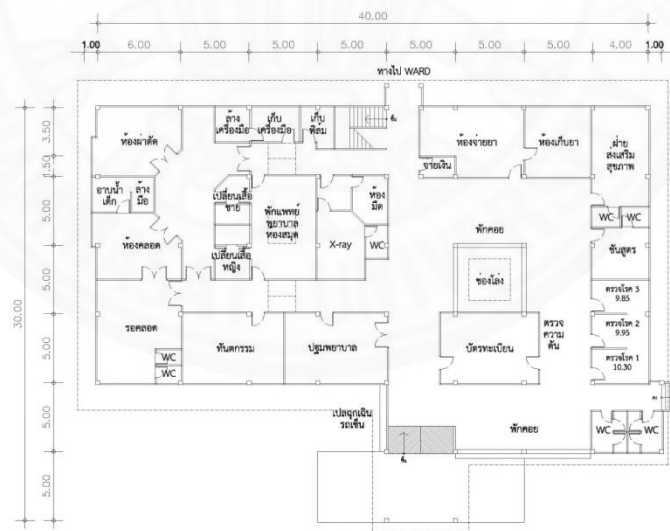 40.00
1.00 6.00 5.00 5.00 5.00 5.00 5.00 5.00 4.00 1.00
ทางไป WARD
30.00
3.50
1.50
5.00
5.00
5.00
5.00
5.00
ห้องผ่าตัด
ล้าง
เครื่องมือ
เก็บ
เครื่องมือ
เก็บ
ฟิล์ม
6.
ห้องจ่ายยา
ห้องเก็บยา
ฝ่าย
ส่งเสริม
สุขภาพ
จ่ายเงิน
อาบน้ำ
เด็ก
ล้าง
มือ
เปลี่ยนเสื้อ
ชาย
พักแพทย์
พยาบาล
ห้องสมุด
ห้อง
มืด
WC WC
ห้องคลอด
X-ray
WC
พักคอย
ชันสูตร
เปลี่ยนเสื้อ
หญิง
ช่องโล่ง
ตรวจโรค 3
9.85
รอคลอด
ทันตกรรม
ปฐมพยาบาล
บัตรทะเบียน
ตรวจ
ความ
ดัน
ตรวจโรค 2
9.95
WC
WC
ตรวจโรค 1
10.30
เปลฉุกเฉิน
รถเข็น
พักคอย
WC WC
2
6.